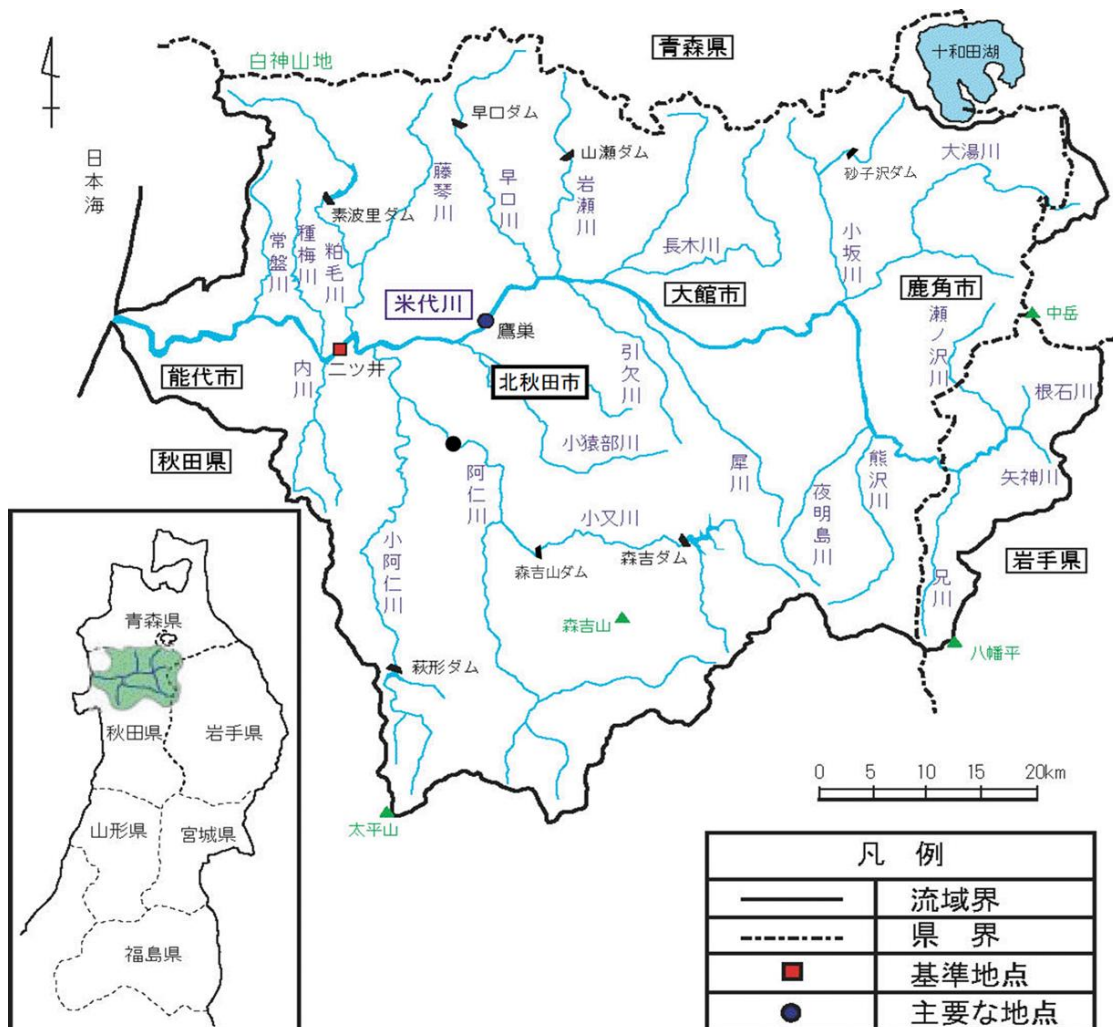 青森県
十和田湖
白神山地
早口ダム
山瀬ダム
砂子沢ダム
大湯川
日本海
藤琴川
早口川
岩瀬川
素波里ダム
常盤川
種梅川
粕毛川
長木川
小坂川
米代川
大館市
鹿角市
瀬ノ沢川
中岳
鷹巣
二ツ井
能代市
内川
北秋田市
引欠川
根石川
小猿部川
秋田県
阿仁川
犀川
熊沢川
夜明島川
矢神川
小又川
小阿仁川
森吉山ダム
森吉ダム
兄川
岩手県
森吉山
八幡平
萩形ダム
太平山
0 5 10 12 20km
青森県
秋田県
岩手県
山形県
宮城県
福島県
凡 例
流域界
県 界
基準地点
主要な地点